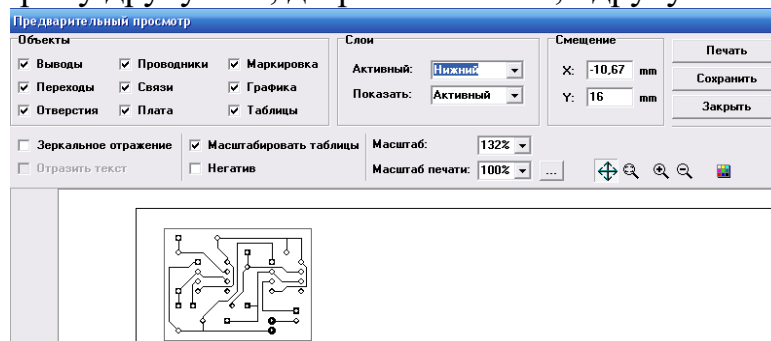 Предварительный просмотр
Объекты
Слои
Смещение
Выводы Проводники Маркировка
Переходы Связи Графика
Отверстия Плата Таблицы
Активный: Нижний
Показать: Активный
X: -10,67 mm
Y: 16 mm
Печать
Сохранить
Закрыть
Зеркальное отражение Масштабировать таблицы Масштаб: 132%
Отразить текст Негатив Масштаб печати: 100% ...